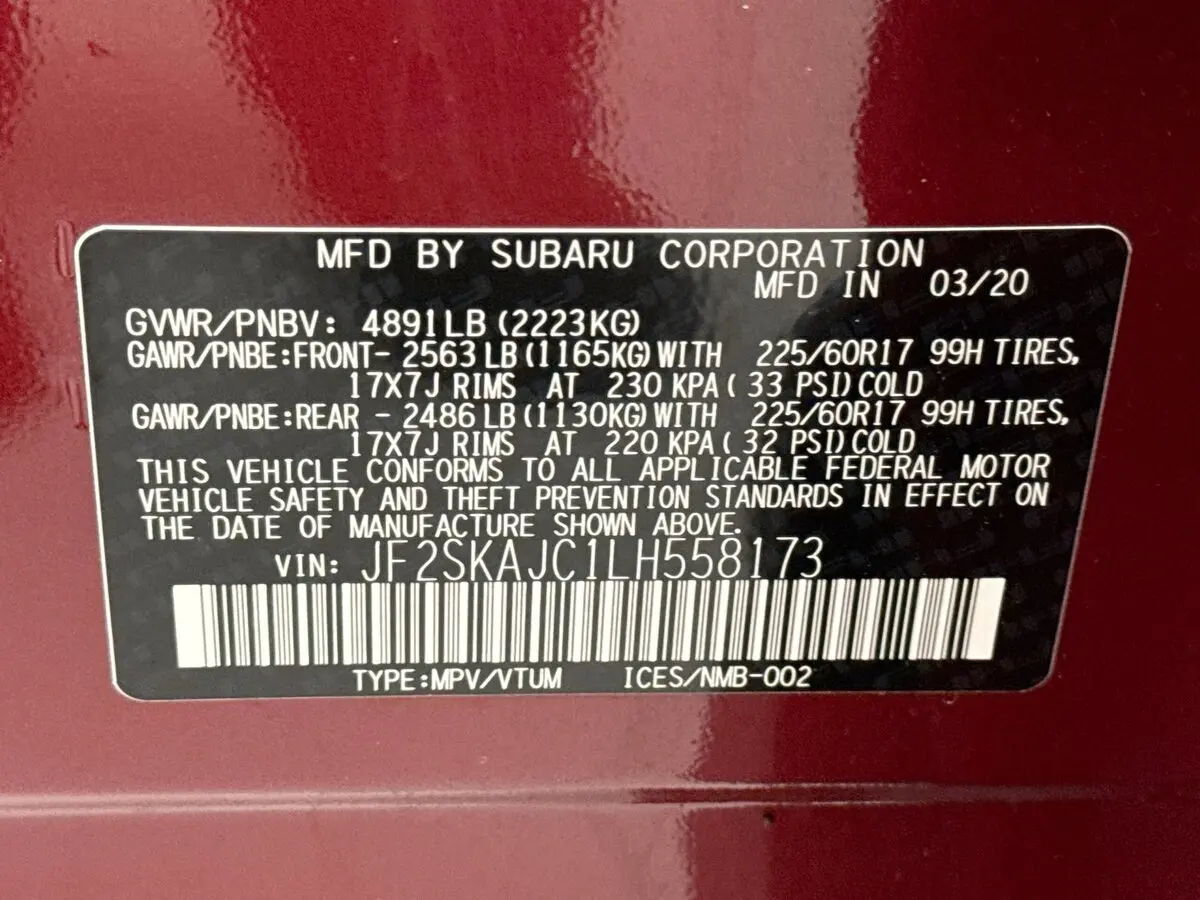 MFD BY SUBARU CORPORATION
MFD IN 03/20
GVWR/PNBV: 4891LB(2223KG)
GAWR/PNBE:FRONT- 2563LB(1165KG)WITH 225/60R17 99H TIRES,
17X7J RIMS AT 230 KPA( 33 PSI)COLD
GAWR/PNBE:REAR - 2486LB(1130KG)WITH 225/60R17 99H TIRES,
17X7J RIMS AT 220 KPA( 32 PSI)COLD
THIS VEHICLE CONFORMS TO ALL APPLICABLE FEDERAL MOTOR
VEHICLE SAFETY AND THEFT PREVENTION STANDARDS IN EFFECT ON
THE DATE OF MANUFACTURE SHOWN ABOVE.
VIN: JF2SKAJC1LH558173
TYPE:MPV/VTUM ICES/NMB-002